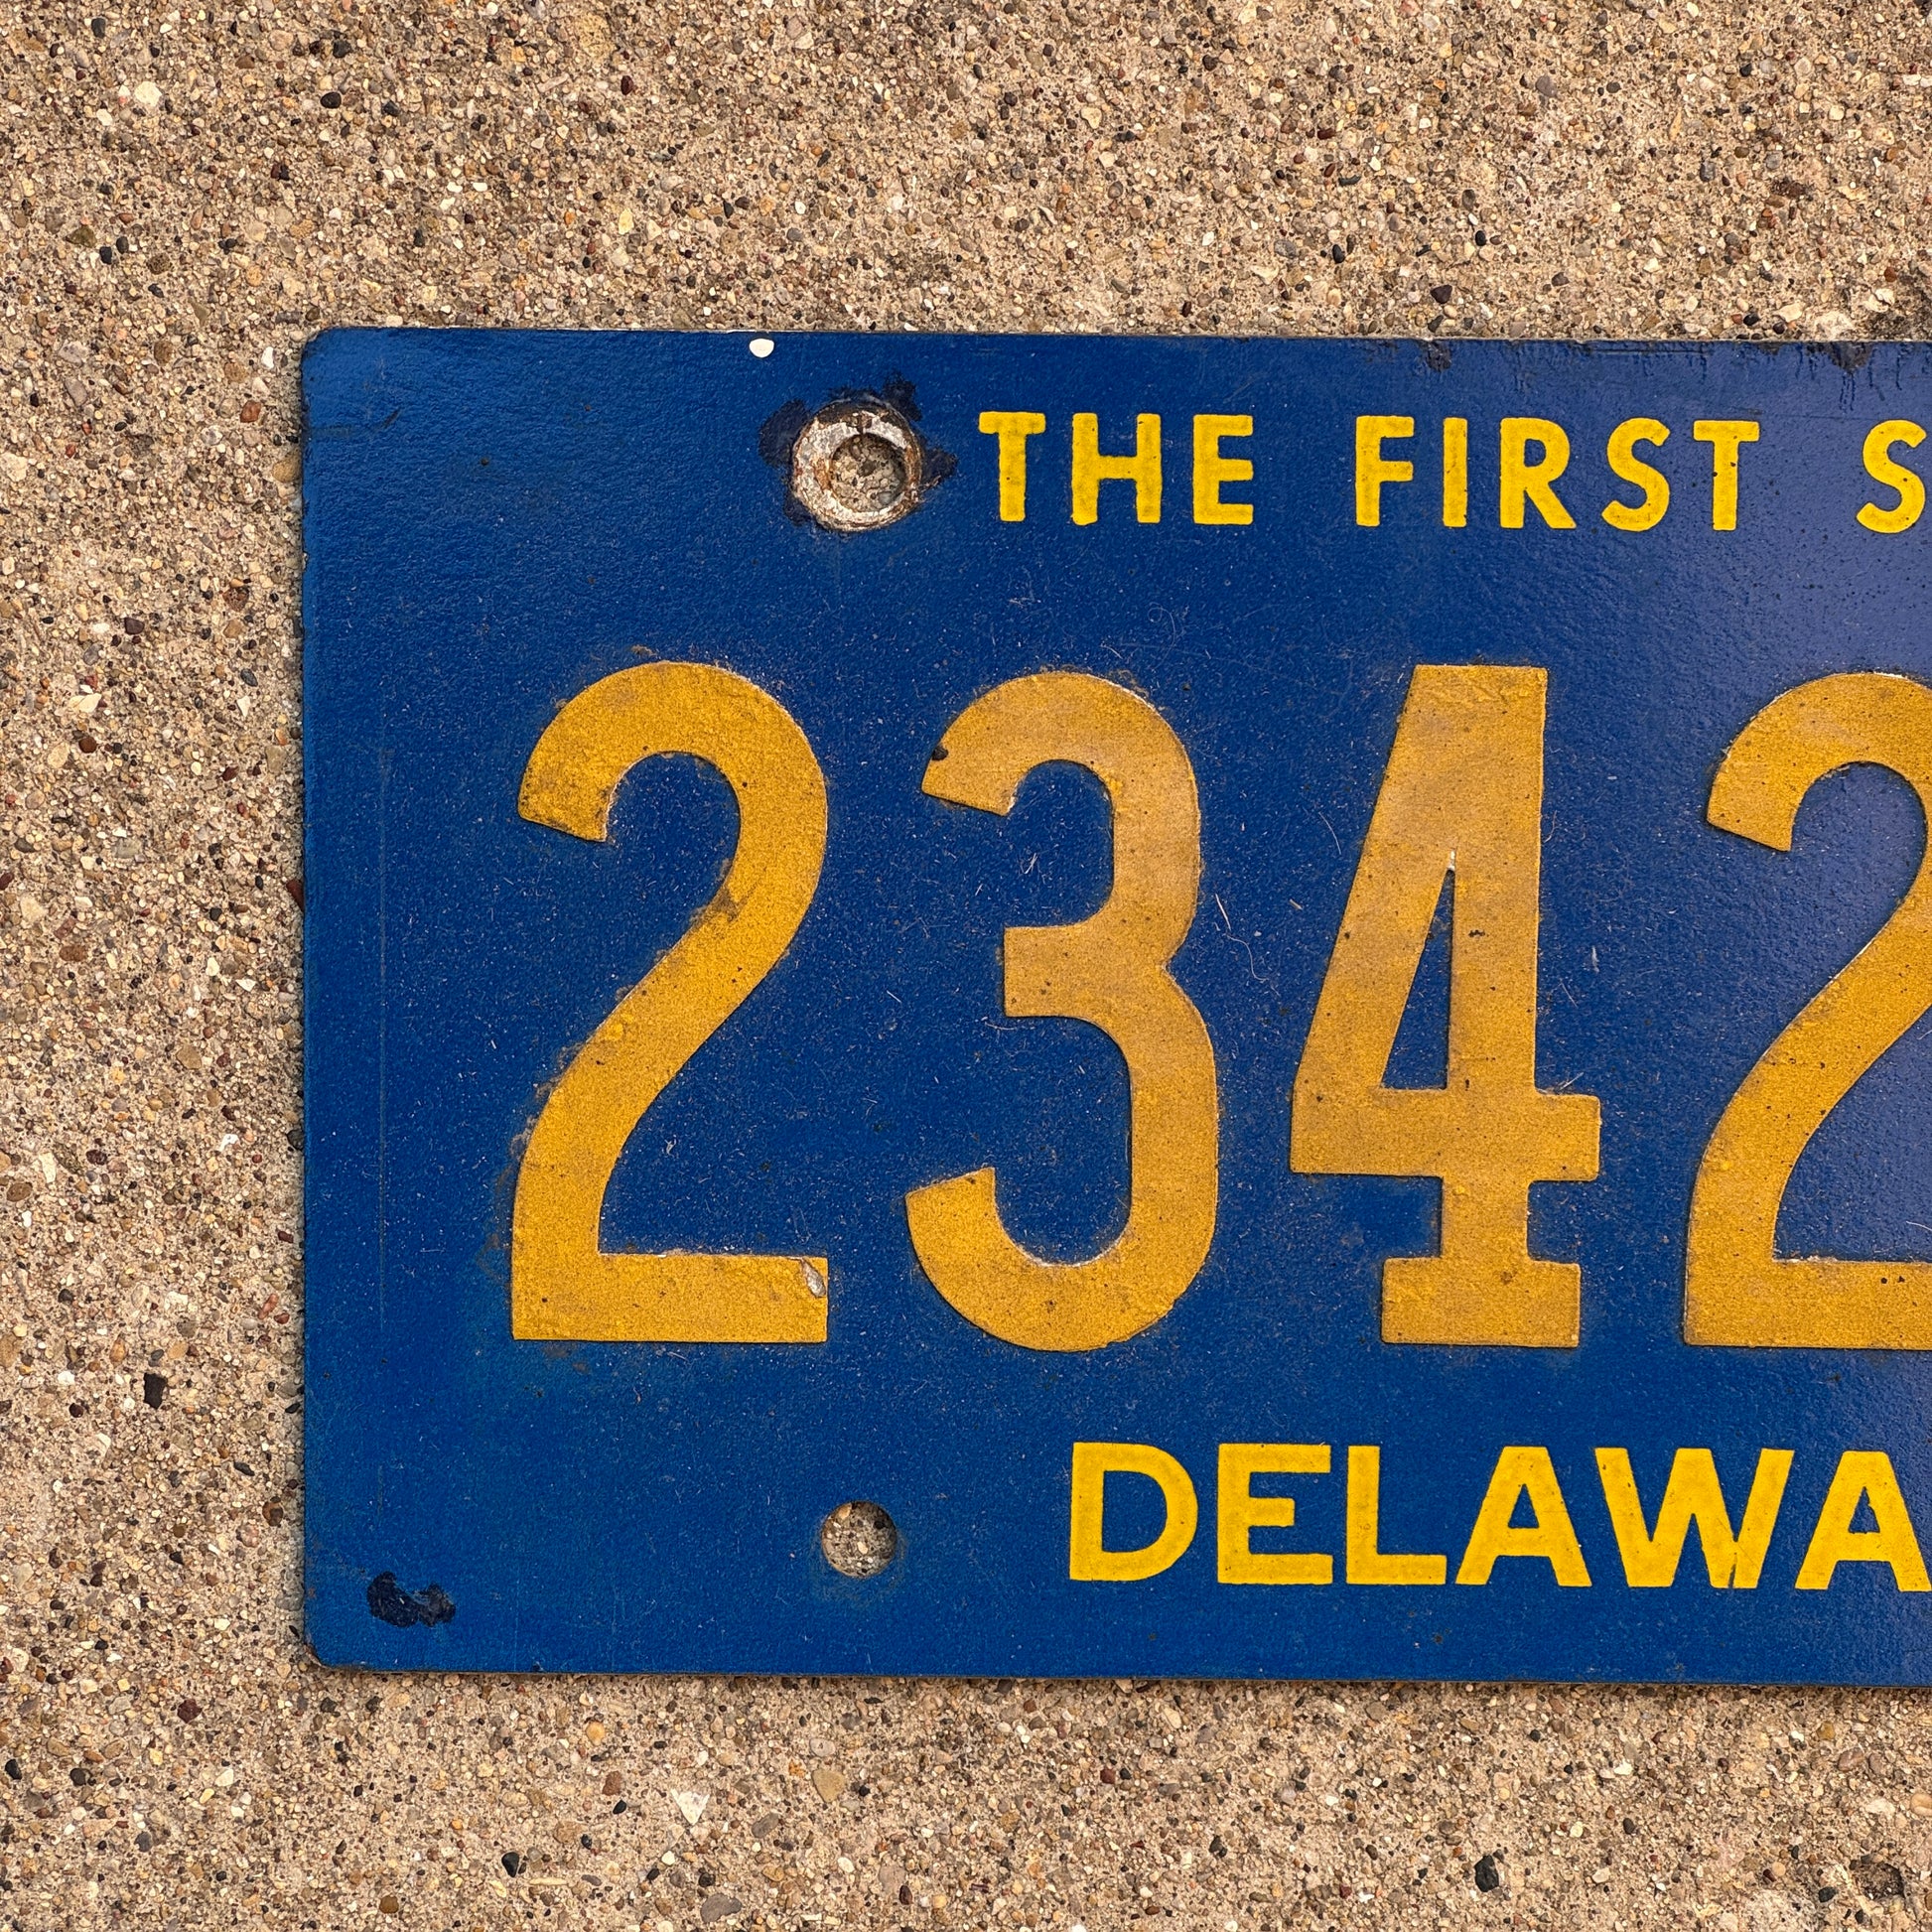 THE FIRST S
2342
DELAWA